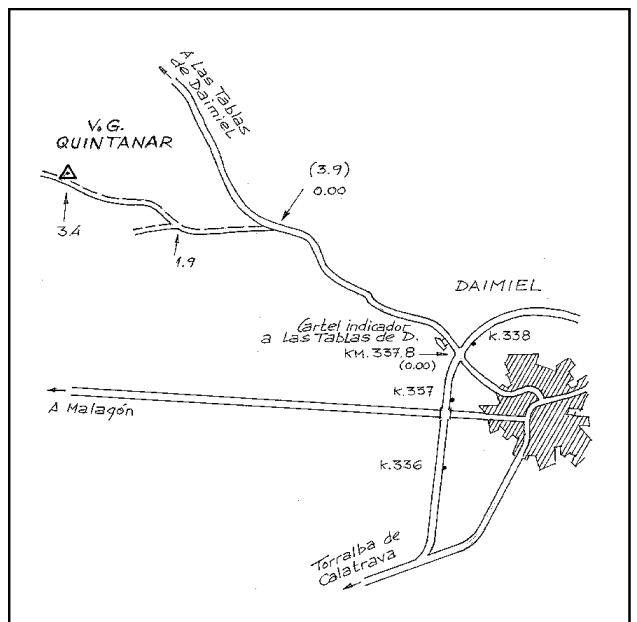 A Las Tablas
de Daimiel
V.G.
QUINTANAR
(3.9)
0.00
3.4
1.9
DAIMIEL
Cartel indicador
a las Tablas de D.
KM. 337.8
(0.00)
K.338
K.337
A Malagón
K.336
Torralba de
Calatrava